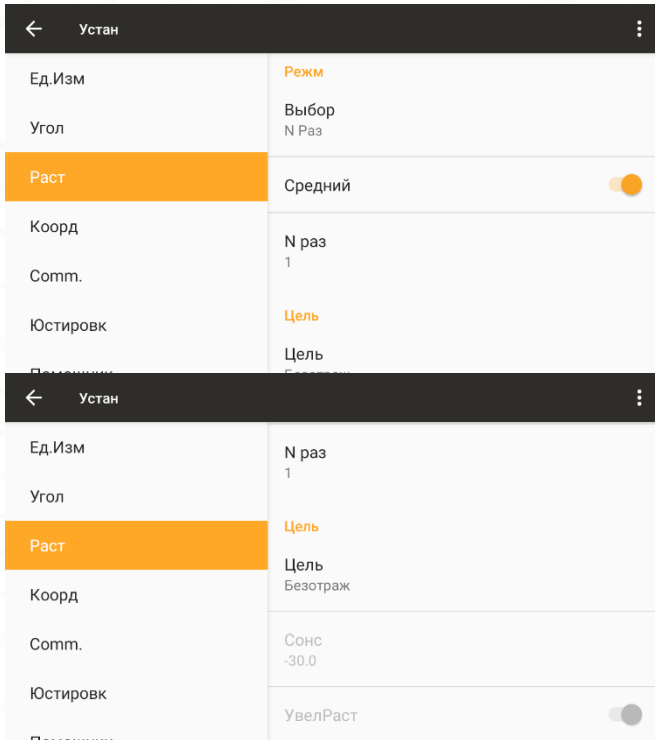 Устан
Ед.Изм
Угол
Раст
Коорд
Comm.
Юстировк
Режм
Выбор
N Раз
Средний
N раз
1
Цель
Цель
Устан
Ед.Изм
Угол
Раст
Коорд
Comm.
Юстировк
N раз
1
Цель
Цель
Безотраж
Сонс
-30.0
УвелРаст